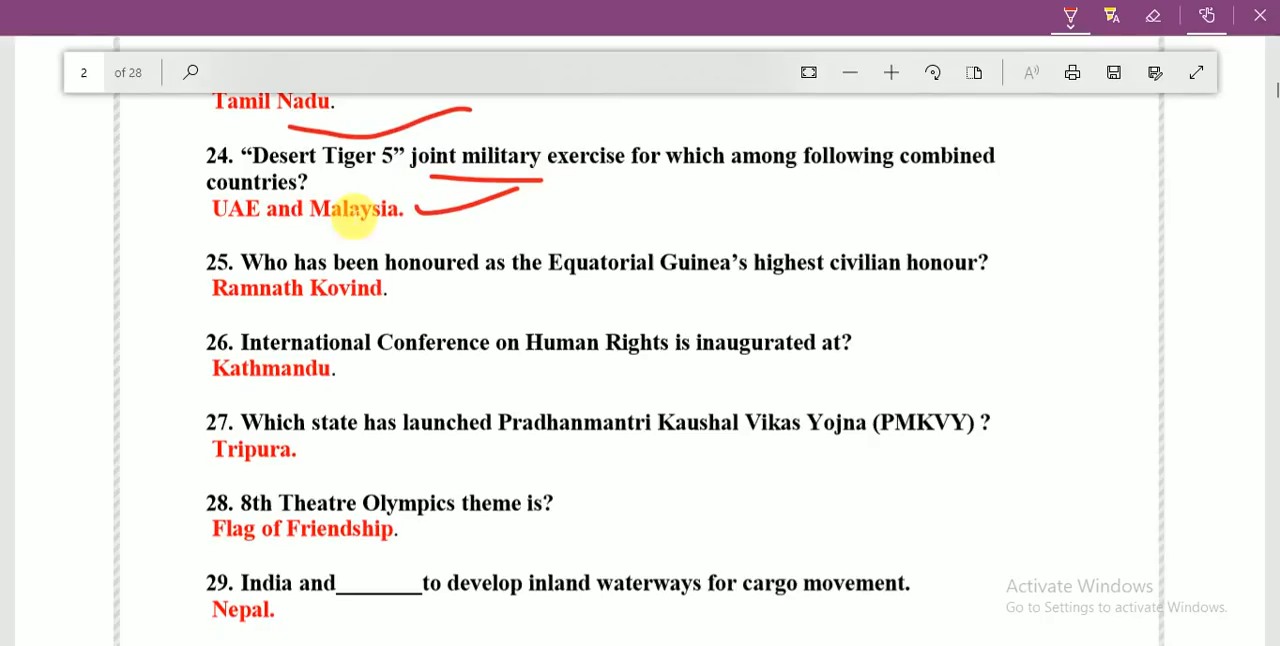 2 of 28
Tamil Nadu.
24. “Desert Tiger 5” joint military exercise for which among following combined
countries?
UAE and Malaysia.
25. Who has been honoured as the Equatorial Guinea’s highest civilian honour?
Ramnath Kovind.
26. International Conference on Human Rights is inaugurated at?
Kathmandu.
27. Which state has launched Pradhanmantri Kaushal Vikas Yojna (PMKVY) ?
Tripura.
28. 8th Theatre Olympics theme is?
Flag of Friendship.
29. India and_______to develop inland waterways for cargo movement.
Nepal.
Activate Windows
Go to Settings to activate Windows.